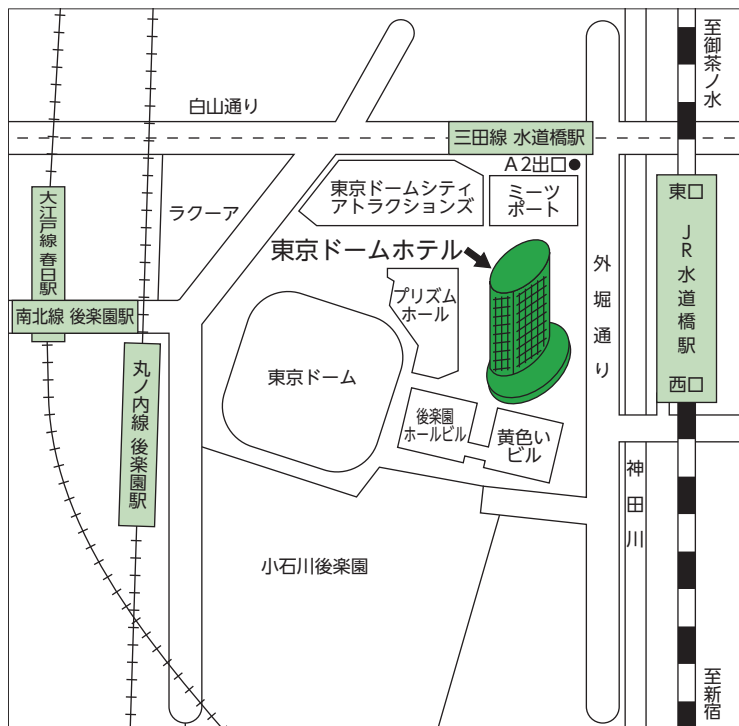 至御茶ノ水
白山通り
三田線 水道橋駅
A2出口
東京ドームシティ
アトラクションズ
ミーツ
ポート
東口
JR水道橋駅
西口
大江戸線 春日駅
ラクーア
東京ドームホテル
外堀通り
プリズム
ホール
南北線 後楽園駅
丸ノ内線 後楽園駅
東京ドーム
後楽園
ホールビル
黄色い
ビル
神田川
小石川後楽園
至新宿